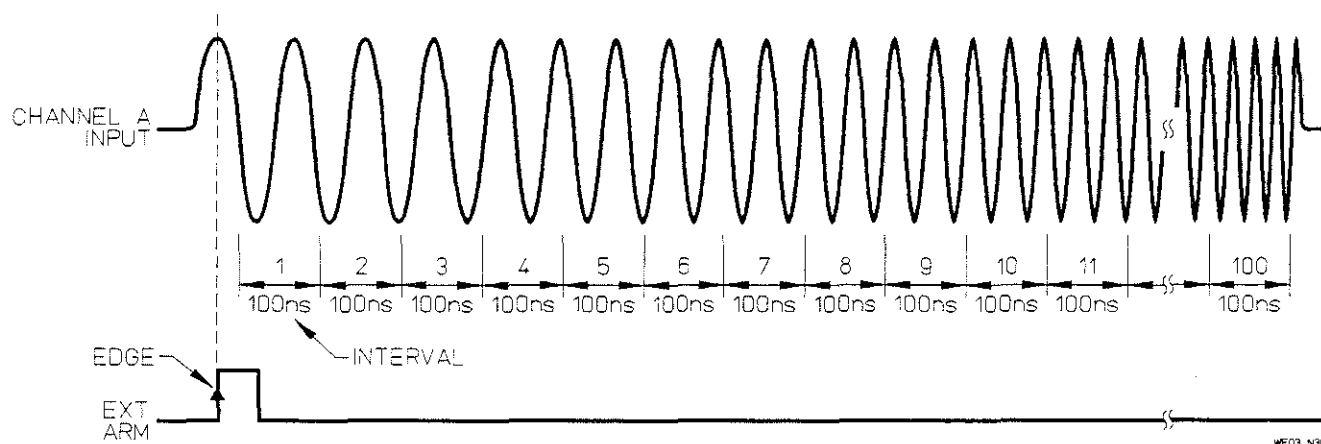 CHANNEL A
INPUT
1 2 3 4 5 6 7 8 9 10 11 100
100ns 100ns 100ns 100ns 100ns 100ns 100ns 100ns 100ns 100ns 100ns 100ns
EDGE
INTERVAL
EXT
ARM